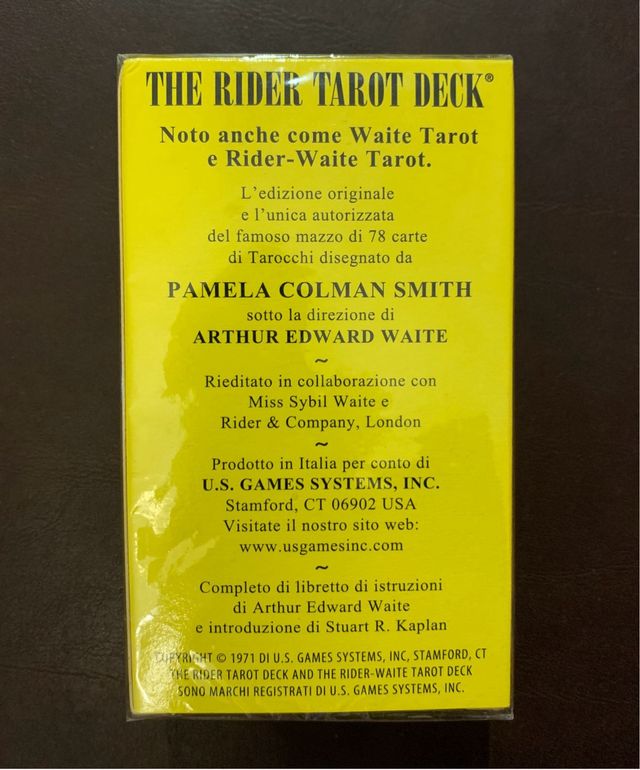 THE RIDER TAROT DECK®
Noto anche come Waite Tarot
e Rider-Waite Tarot.
L'edizione originale
e l'unica autorizzata
del famoso mazzo di 78 carte
di Tarocchi disegnato da
PAMELA COLMAN SMITH
sotto la direzione di
ARTHUR EDWARD WAITE
~
Rieditato in collaborazione con
Miss Sybil Waite e
Rider & Company, London
~
Prodotto in Italia per conto di
U.S. GAMES SYSTEMS, INC.
Stamford, CT 06902 USA
Visitate il nostro sito web:
www.usgamesinc.com
~
Completo di libretto di istruzioni
di Arthur Edward Waite
e introduzione di Stuart R. Kaplan
COPYRIGHT © 1971 DI U.S. GAMES SYSTEMS, INC, STAMFORD, CT
THE RIDER TAROT DECK AND THE RIDER-WAITE TAROT DECK
SONO MARCHI REGISTRATI DI U.S. GAMES SYSTEMS, INC.